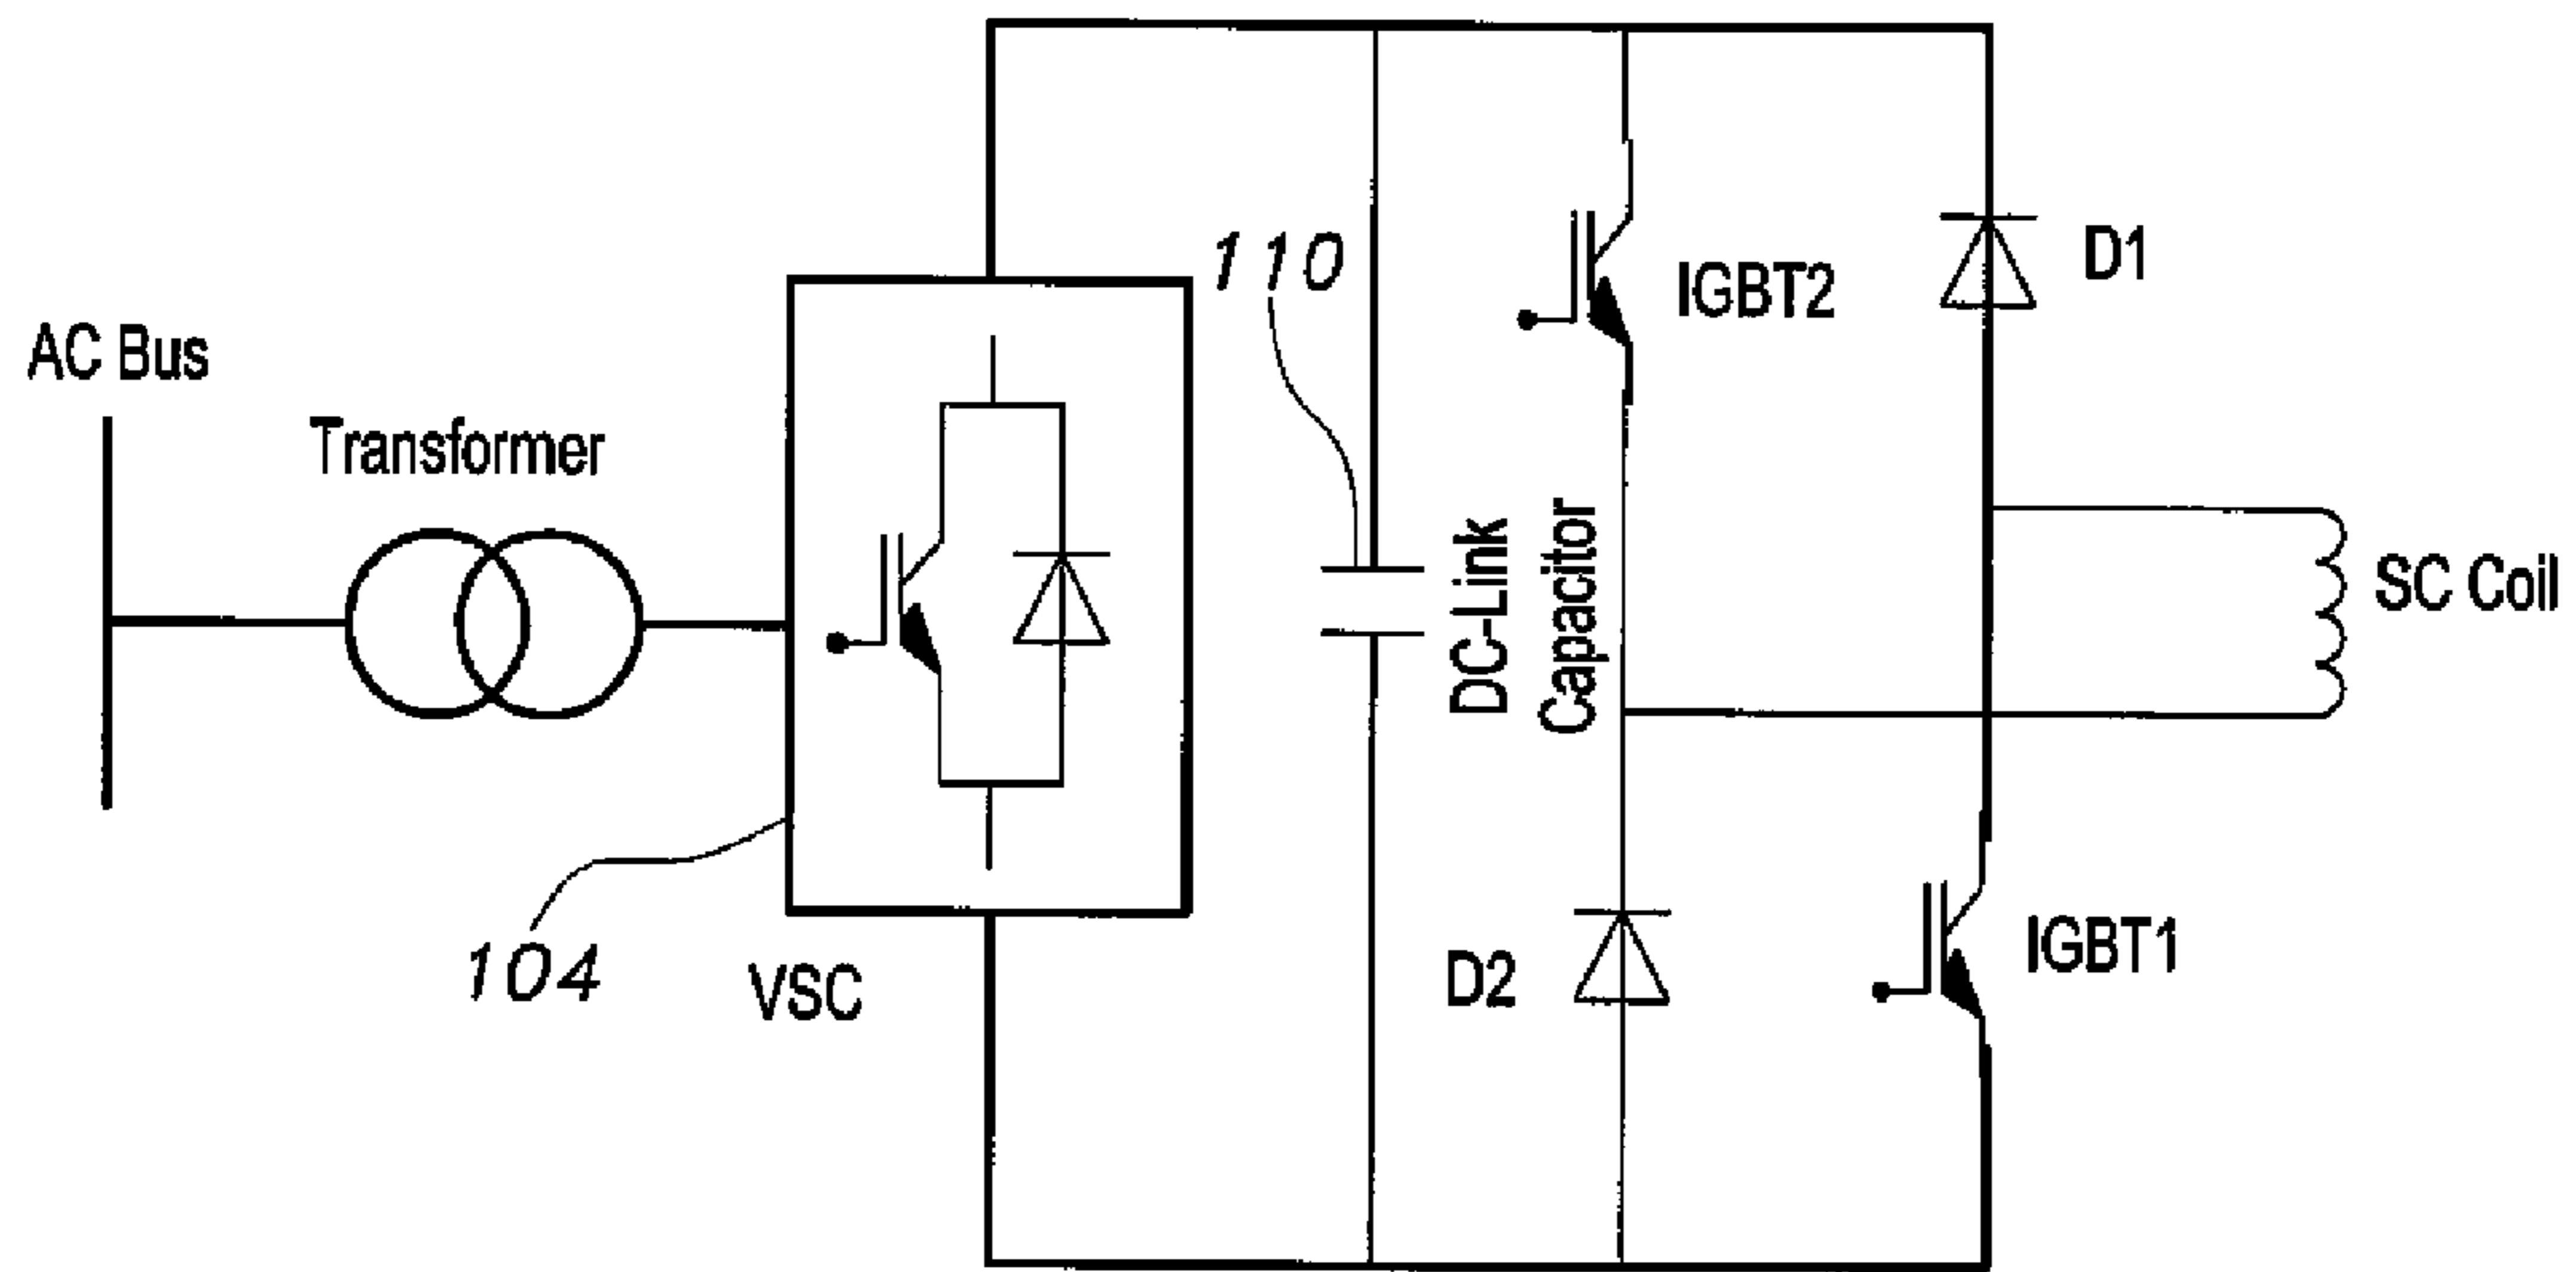 110
D1
IGBT2
AC Bus
Transformer
DC-Link
Capacitor
SC Coil
104
VSC
D2
IGBT1